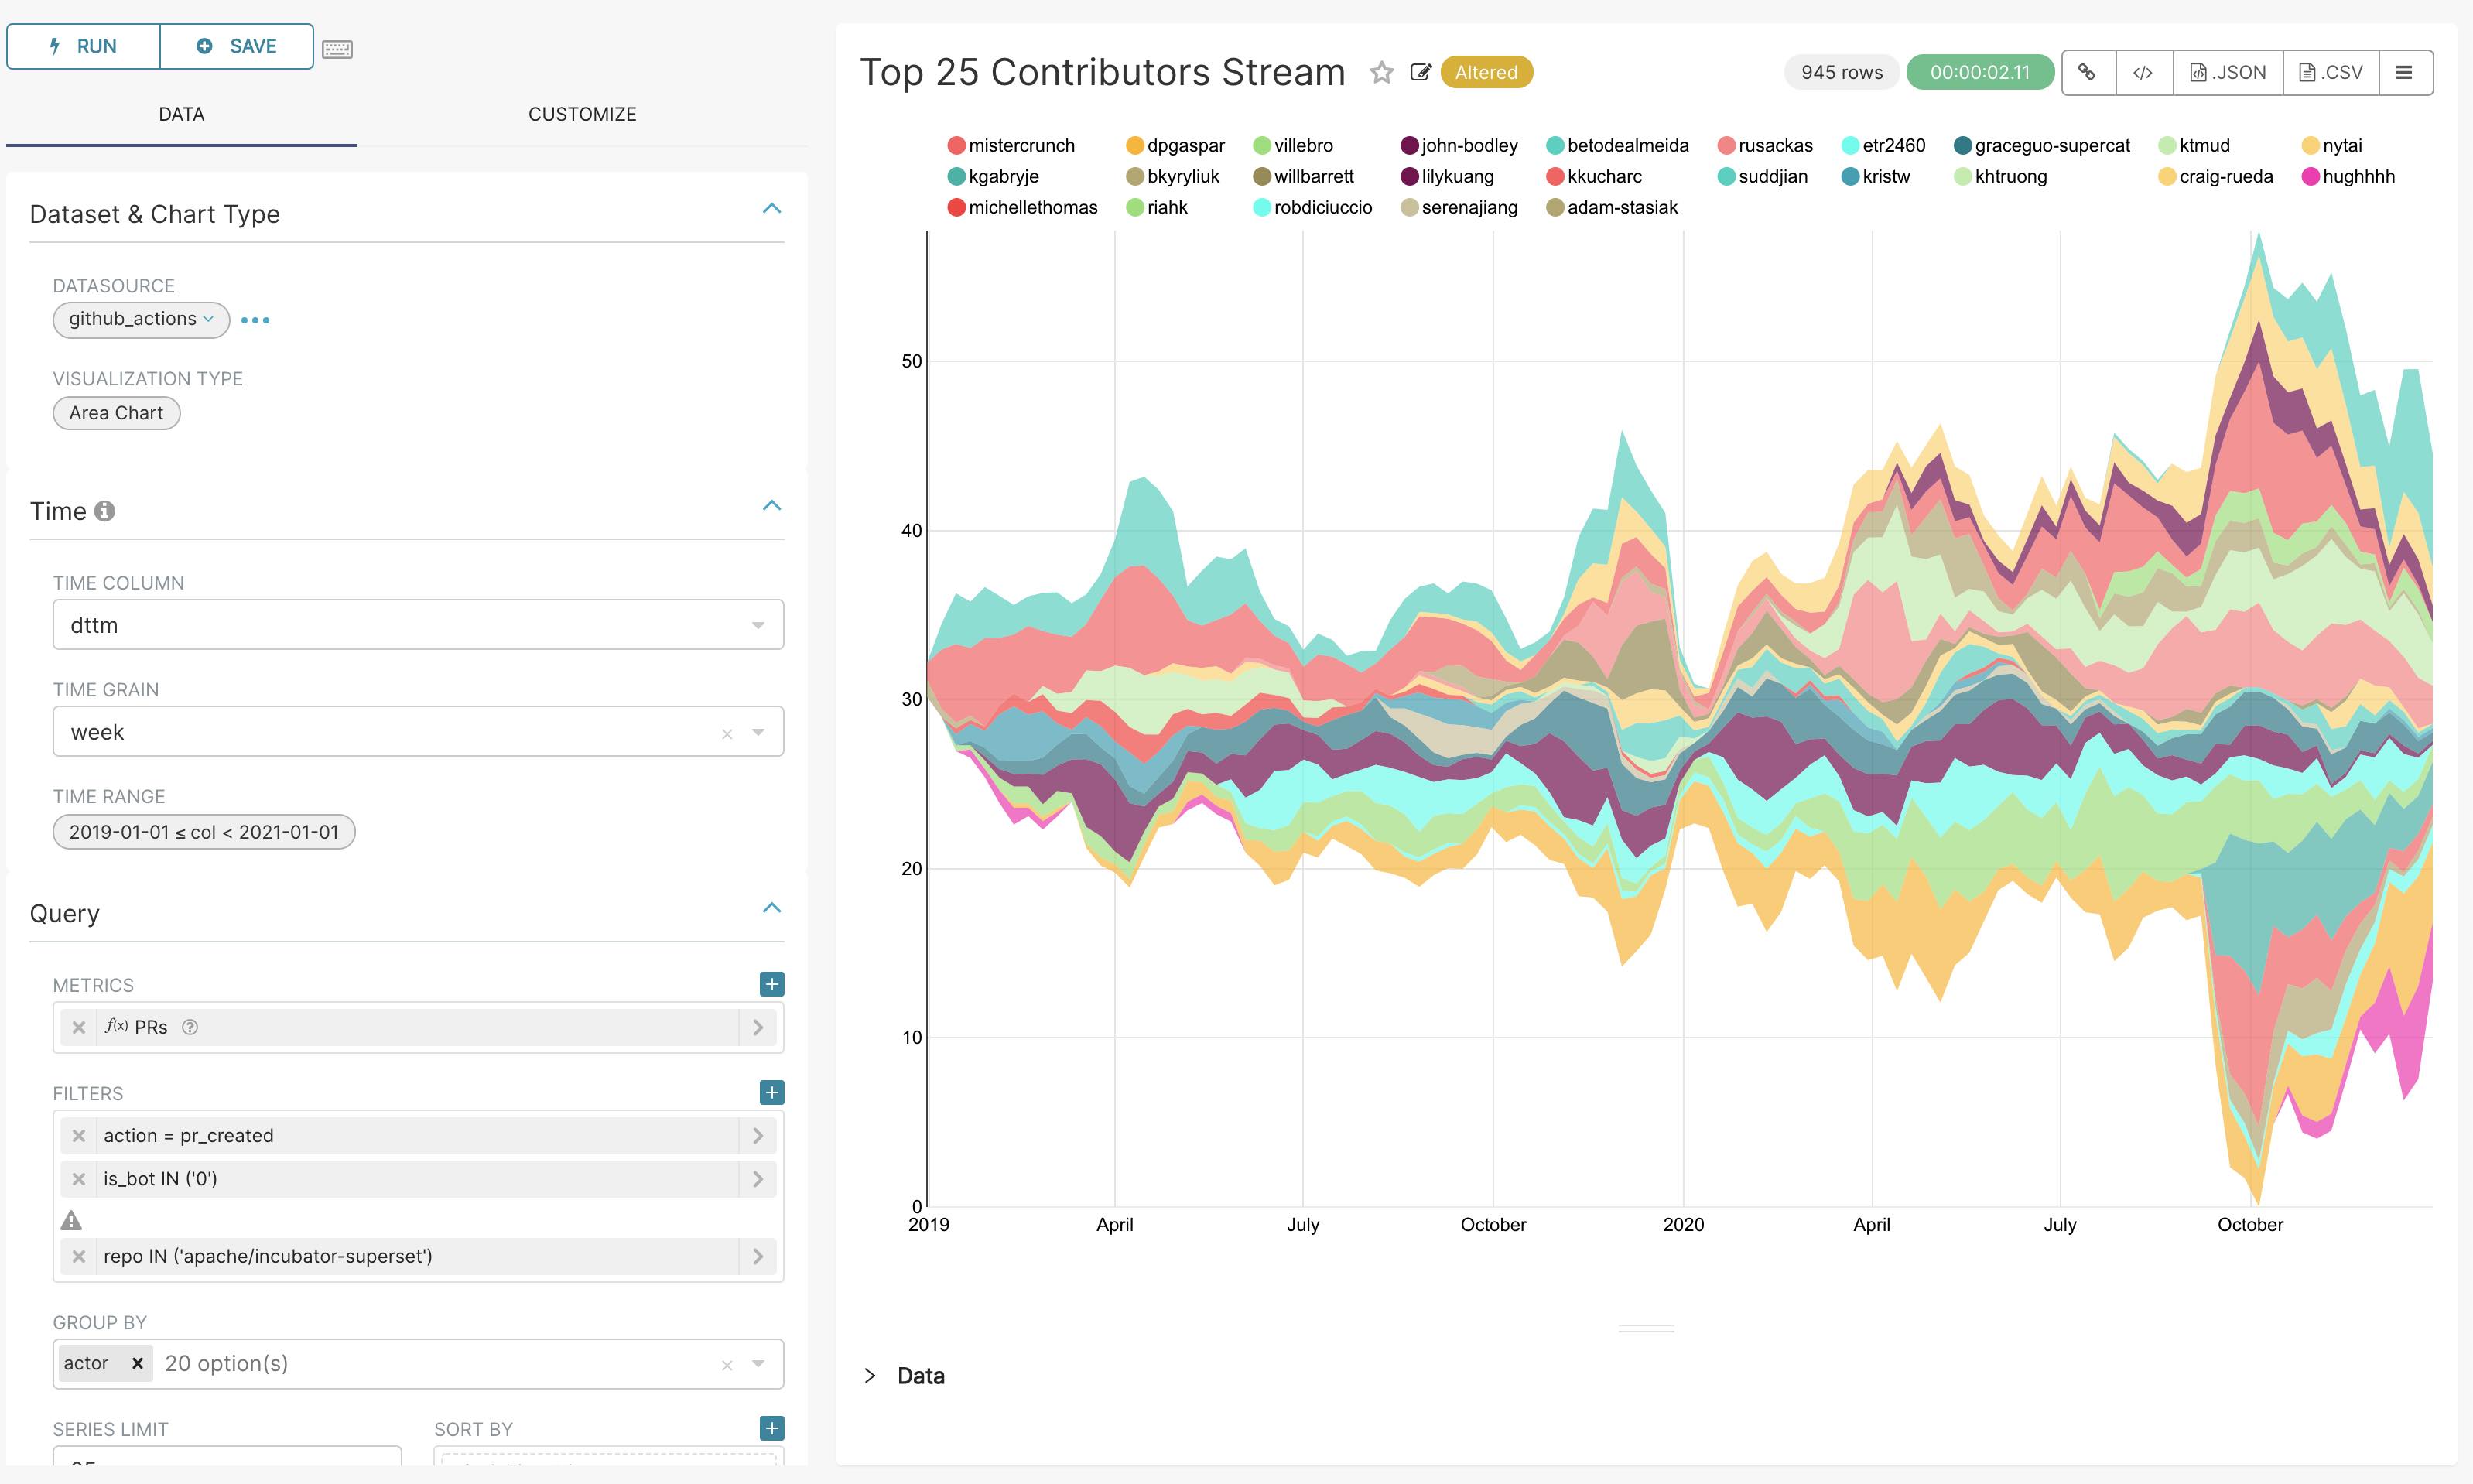 RUN SAVE
DATA CUSTOMIZE
Dataset & Chart Type
DATASOURCE
github_actions
VISUALIZATION TYPE
Area Chart
Time
TIME COLUMN
dttm
TIME GRAIN
week
TIME RANGE
2019-01-01 ≤ col < 2021-01-01
Query
METRICS
f(x) PRs
FILTERS
action = pr_created
is_bot IN ('0')
repo IN ('apache/incubator-superset')
GROUP BY
actor 20 option(s)
SERIES LIMIT SORT BY
Top 25 Contributors Stream Altered 945 rows 00:00:02.11 </> .JSON .CSV
mistercrunch dpgaspar villebro john-bodley betodealmeida rusackas etr2460 graceguo-supercat ktmud nytai
kgabryje bkyryliuk willbarrett lilykuang kkucharc suddjian kristw khtruong craig-rueda hughhhh
michellethomas riahk robdiciuccio serenajiang adam-stasiak
50
40
30
20
10
0
2019 April July October 2020 April July October
Data